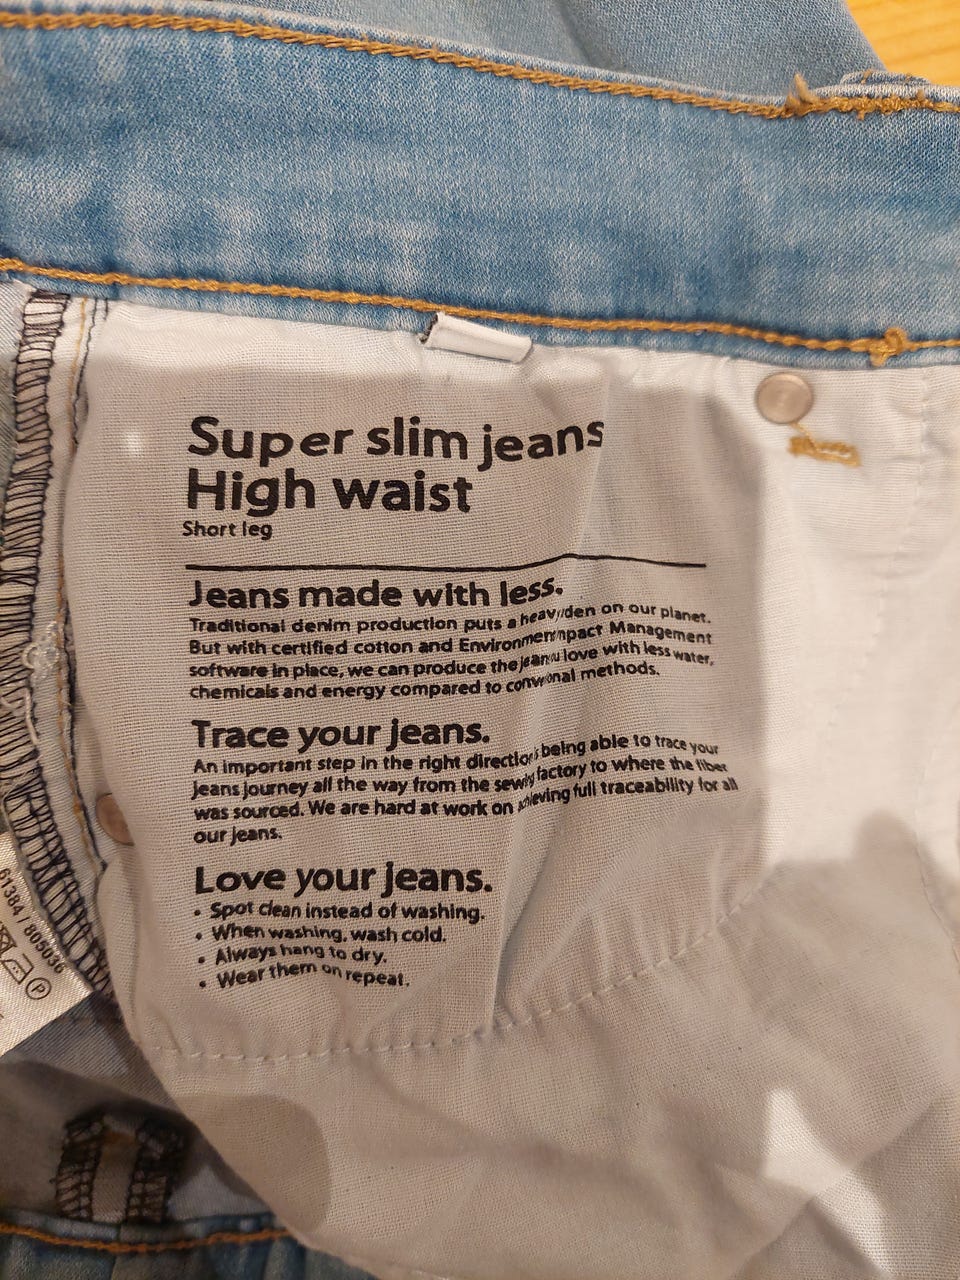 Super slim jeans
High waist
Short leg
Jeans made with less.
Traditional denim production puts a on our planet.
But with certified cotton and Management
software in place, we can produce the love with less water,
chemicals and energy compared to methods.
Trace your jeans.
An important step in the right being able to trace your
jeans journey all the way from the factory to where the fiber
was sourced. We are hard at work on full traceability for all
our jeans.
Love your jeans.
• Spot clean instead of washing.
• When washing, wash cold.
• Always hang to dry.
• Wear them on repeat.
61384 / 805036
P